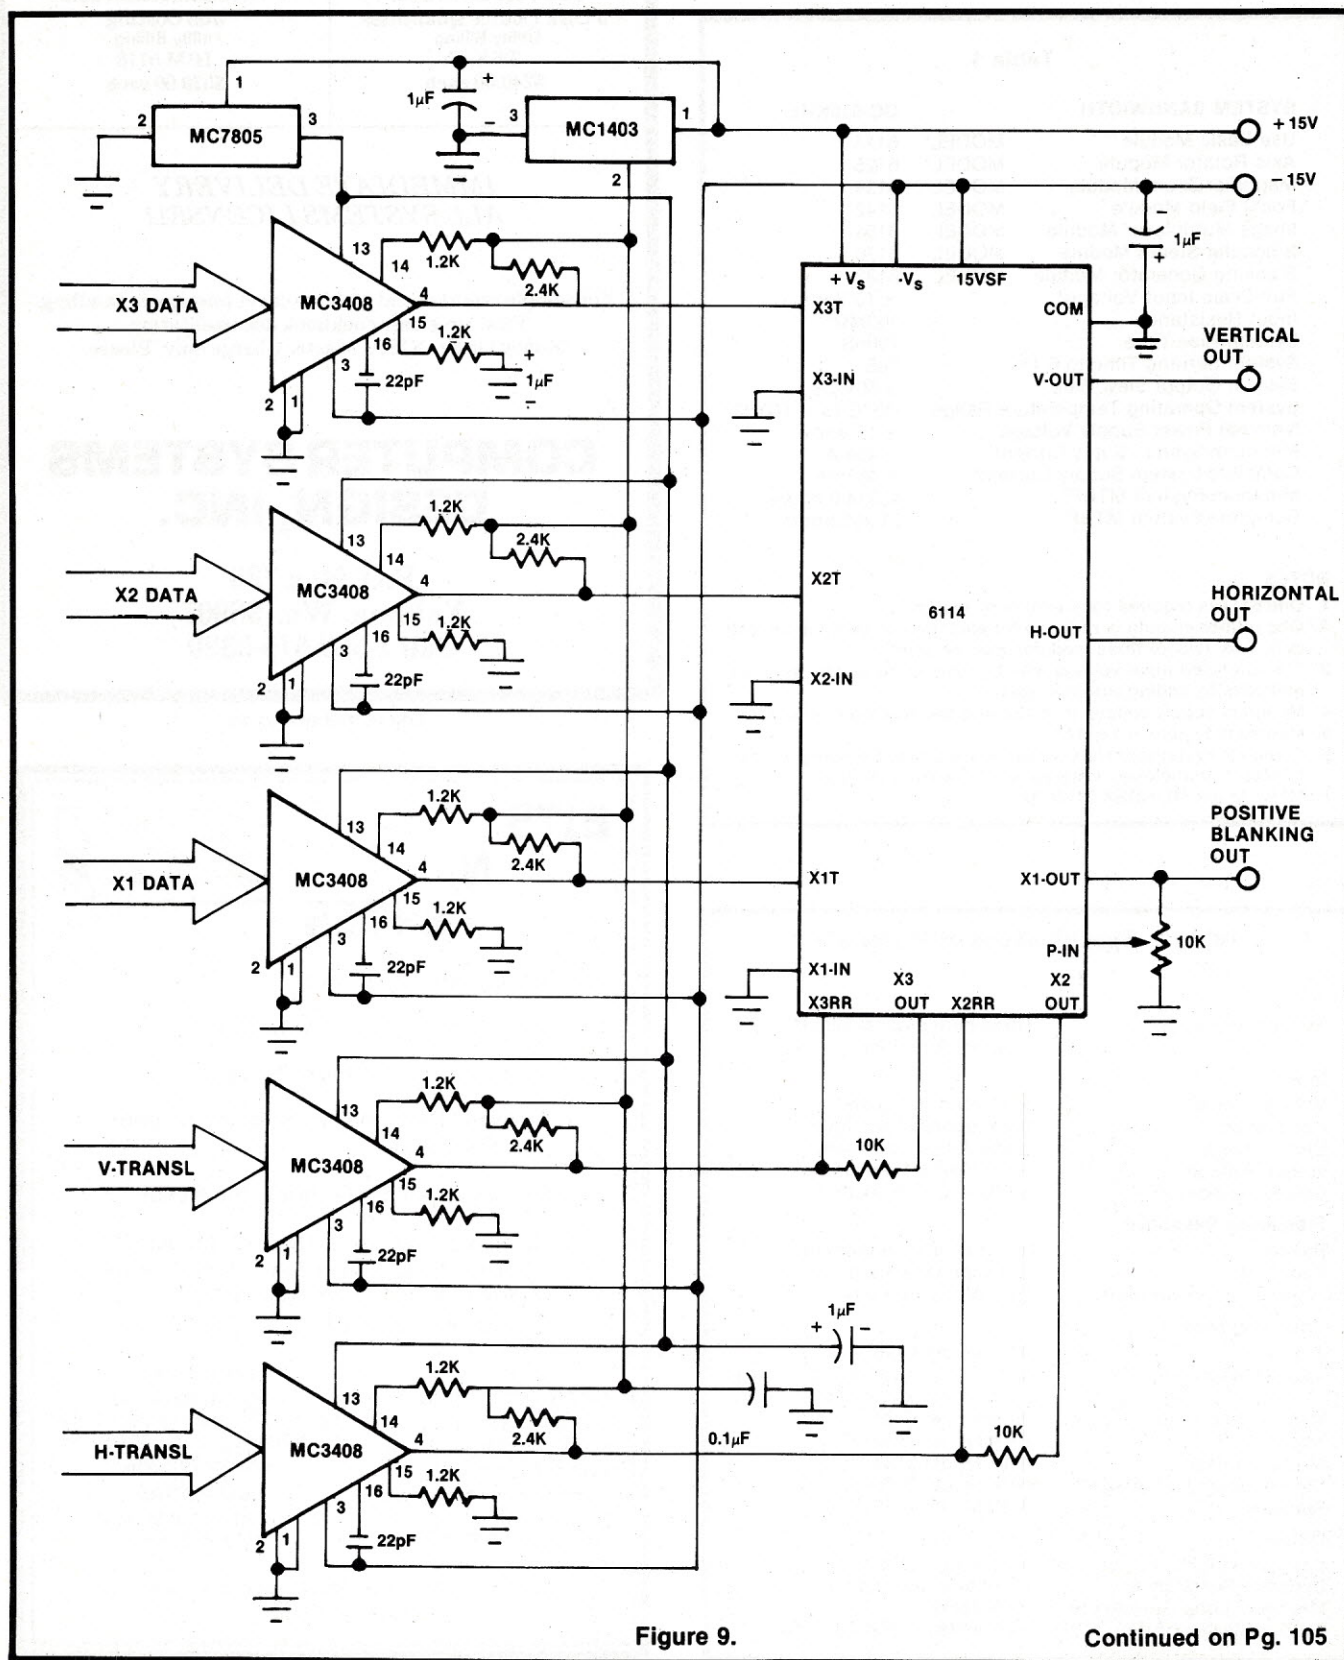 1
1µF
+
−
2
MC7805
3
3
MC1403
1
2
+ 15V
− 15V
−
1µF
+
+ Vs
-Vs
15VSF
X3 DATA
MC3408
13
14
1.2K
2.4K
4
15
1.2K
16
3
22pF
2
1
+
1µF
−
X3T
COM
X3-IN
V-OUT
VERTICAL
OUT
X2 DATA
MC3408
13
14
1.2K
2.4K
4
15
1.2K
16
3
22pF
2
1
X2T
6114
H-OUT
HORIZONTAL
OUT
X2-IN
X1 DATA
MC3408
13
14
1.2K
2.4K
4
15
1.2K
16
3
22pF
2
1
X1T
X1-OUT
POSITIVE
BLANKING
OUT
P-IN
10K
X1-IN
X3RR
X3
OUT
X2RR
X2
OUT
V-TRANSL
MC3408
13
14
1.2K
2.4K
4
15
1.2K
16
3
22pF
2
1
10K
H-TRANSL
MC3408
13
14
1.2K
2.4K
4
15
1.2K
16
3
22pF
2
1
1µF
+
−
0.1µF
10K
Figure 9.
Continued on Pg. 105